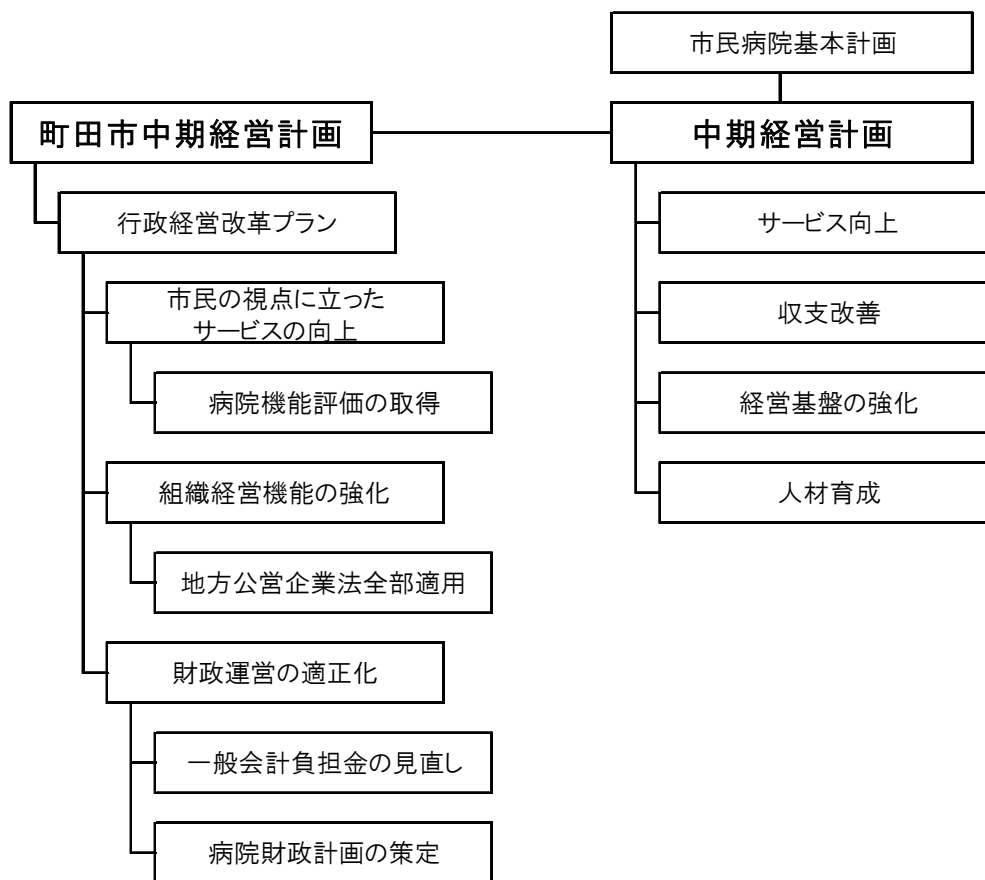 市民病院基本計画
町田市中期経営計画
中期経営計画
行政経営改革プラン
サービス向上
市民の視点に立った
サービスの向上
収支改善
病院機能評価の取得
経営基盤の強化
組織経営機能の強化
人材育成
地方公営企業法全部適用
財政運営の適正化
一般会計負担金の見直し
病院財政計画の策定